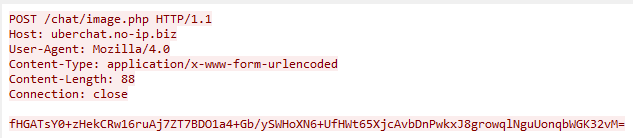 POST /chat/image.php HTTP/1.1
Host: uberchat.no-ip.biz
User-Agent: Mozilla/4.0
Content-Type: application/x-www-form-urlencoded
Content-Length: 88
Connection: close
fHGATsY0+zHekCRw16ruAj7ZT7BDO1a4+Gb/ySWHoXN6+UfHWt65XjcAvbDnPwkxJ8growqlNguUonqbWGK32vM=